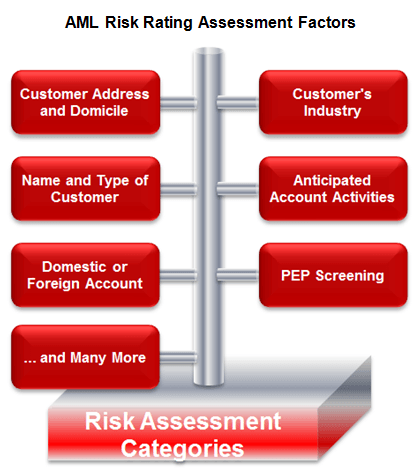 AML Risk Rating Assessment Factors
Customer Address
and Domicile
Customer's
Industry
Name and Type of
Customer
Anticipated
Account Activities
Domestic or
Foreign Account
PEP Screening
... and Many More
Risk Assessment
Categories